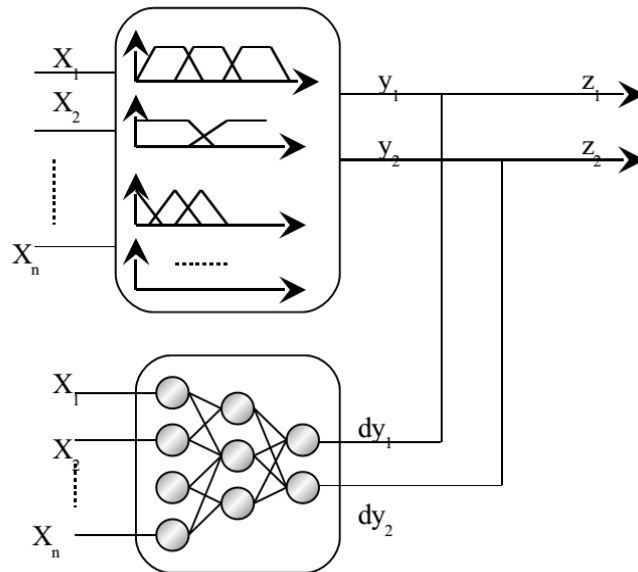 X₁ y₁ z₁
X₂ y₂ z₂
Xₙ
X₁ dy₁
X₂
Xₙ dy₂